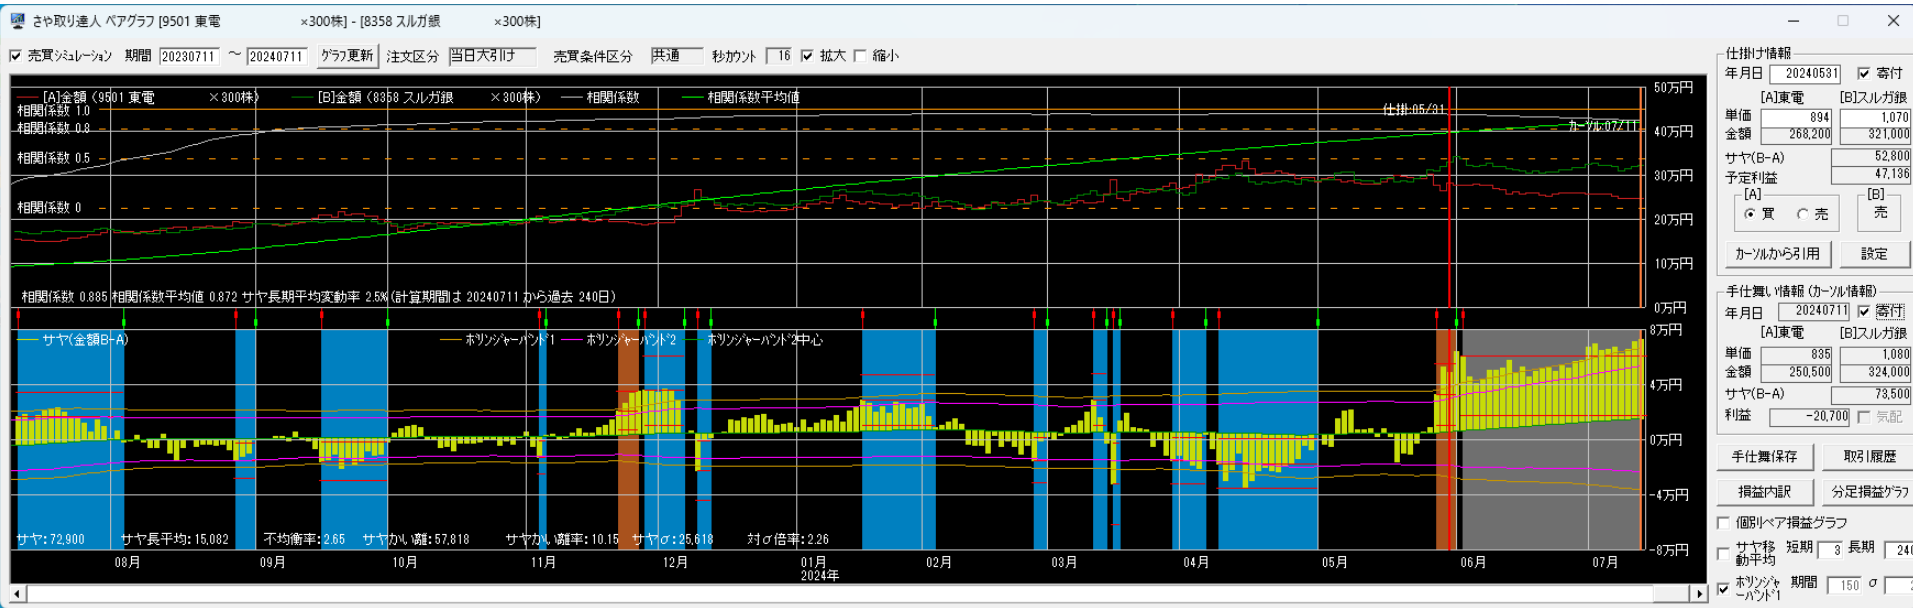 さや取り達人 ペアグラフ [9501 東電 ×300株] - [8358 スルガ銀 ×300株]
売買シミュレーション 期間 20230711 ～ 20240711 グラフ更新 注文区分 当日大引け 売買条件区分 共通 秒カウント 16 拡大 縮小
[A]金額 (9501 東電 ×300株) [B]金額 (8358 スルガ銀 ×300株) 相関係数 相関係数平均値
相関係数 1.0
相関係数 0.8
相関係数 0.5
相関係数 0
仕掛:05/31
カーソル:07/11
50万円
40万円
30万円
20万円
10万円
0万円
相関係数 0.885 相関係数平均値 0.872 サヤ長期平均変動率 2.5% (計算期間は 20240711 から過去 240日)
サヤ(金額B-A) ボリンジャーバンド1 ボリンジャーバンド2 ボリンジャーバンド2中心
8万円
4万円
0万円
-4万円
-8万円
サヤ:72,900 サヤ長平均:15,082 不均衡率:2.65 サヤかい離:57,818 サヤかい離率:10.15 サヤσ:25,618 対σ倍率:2.26
08月 09月 10月 11月 12月 01月 02月 03月 04月 05月 06月 07月
2024年
仕掛け情報
年月日 20240531 寄付
[A]東電 [B]スルガ銀
単価 894 1,070
金額 268,200 321,000
サヤ(B-A) 52,800
予定利益 47,136
[A] [B]
買 売 売
カーソルから引用 設定
手仕舞い情報 (カーソル情報)
年月日 20240711 寄付
[A]東電 [B]スルガ銀
単価 835 1,080
金額 250,500 324,000
サヤ(B-A) 73,500
利益 -20,700 気配
手仕舞保存 取引履歴
損益内訳 分足損益グラフ
個別ペア損益グラフ
サヤ移動平均 短期 3 長期 240
ボリンジャーバンド1 期間 150 σ